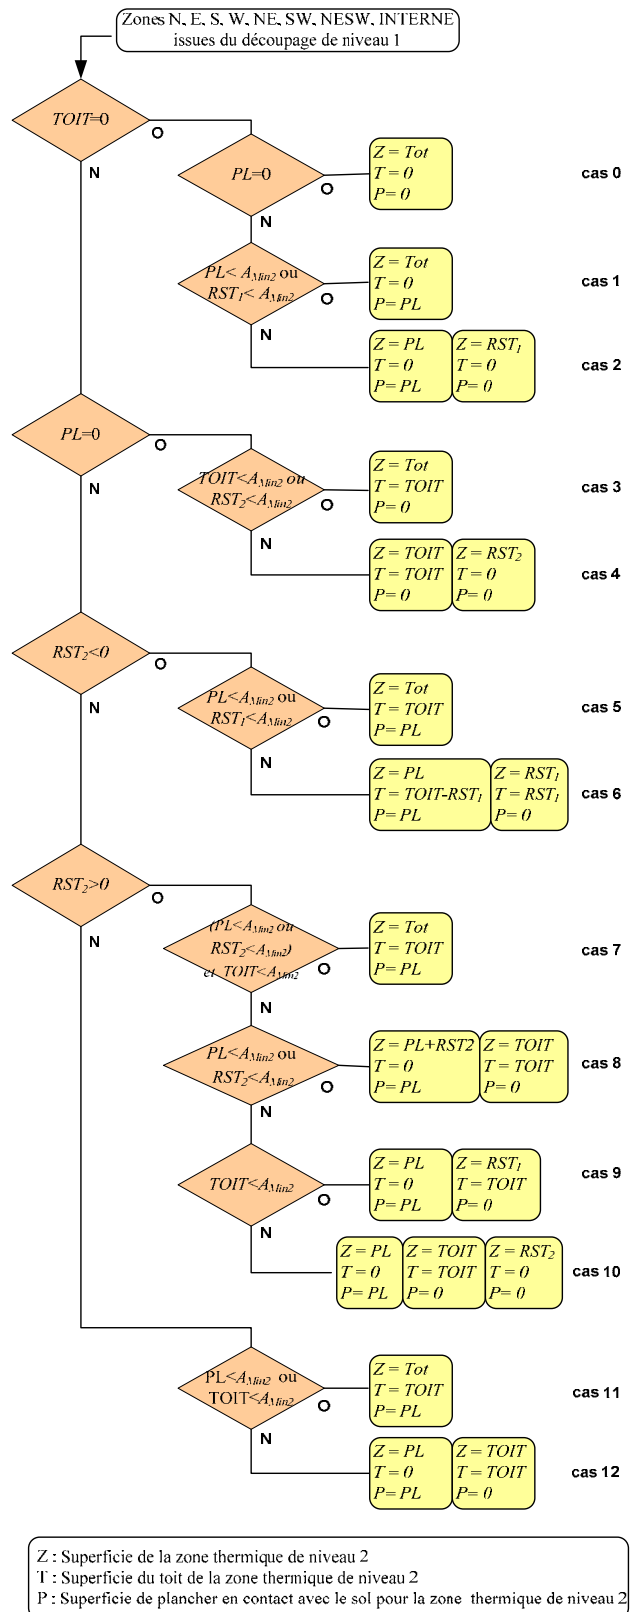 Zones N, E, S, W, NE, SW, NESW, INTERNE
issues du découpage de niveau 1
TOIT=0
O
N
PL=0
O
N
Z = Tot
T = 0
P= 0
cas 0
PL< AMin2 ou
RST1< AMin2
O
N
Z = Tot
T = 0
P= PL
cas 1
Z = PL
T = 0
P= PL
Z = RST1
T = 0
P= 0
cas 2
PL=0
O
N
TOIT<AMin2 ou
RST2<AMin2
O
N
Z = Tot
T = TOIT
P= 0
cas 3
Z = TOIT
T = TOIT
P= 0
Z = RST2
T = 0
P= 0
cas 4
RST2<0
O
N
PL<AMin2 ou
RST1<AMin2
O
N
Z = Tot
T = TOIT
P= PL
cas 5
Z = PL
T = TOIT-RST1
P= PL
Z = RST1
T = RST1
P= 0
cas 6
RST2>0
O
N
(PL<AMin2 ou
RST2<AMin2)
et TOIT<AMin2
O
N
Z = Tot
T = TOIT
P= PL
cas 7
PL<AMin2 ou
RST2<AMin2
O
N
Z = PL+RST2
T = 0
P= PL
Z = TOIT
T = TOIT
P= 0
cas 8
TOIT<AMin2
O
N
Z = PL
T = 0
P= PL
Z = RST1
T = TOIT
P= 0
cas 9
Z = PL
T = 0
P= PL
Z = TOIT
T = TOIT
P= 0
Z = RST2
T = 0
P= 0
cas 10
PL<AMin2 ou
TOIT<AMin2
O
N
Z = Tot
T = TOIT
P= PL
cas 11
Z = PL
T = 0
P= PL
Z = TOIT
T = TOIT
P= 0
cas 12
Z : Superficie de la zone thermique de niveau 2
T : Superficie du toit de la zone thermique de niveau 2
P : Superficie de plancher en contact avec le sol pour la zone thermique de niveau 2